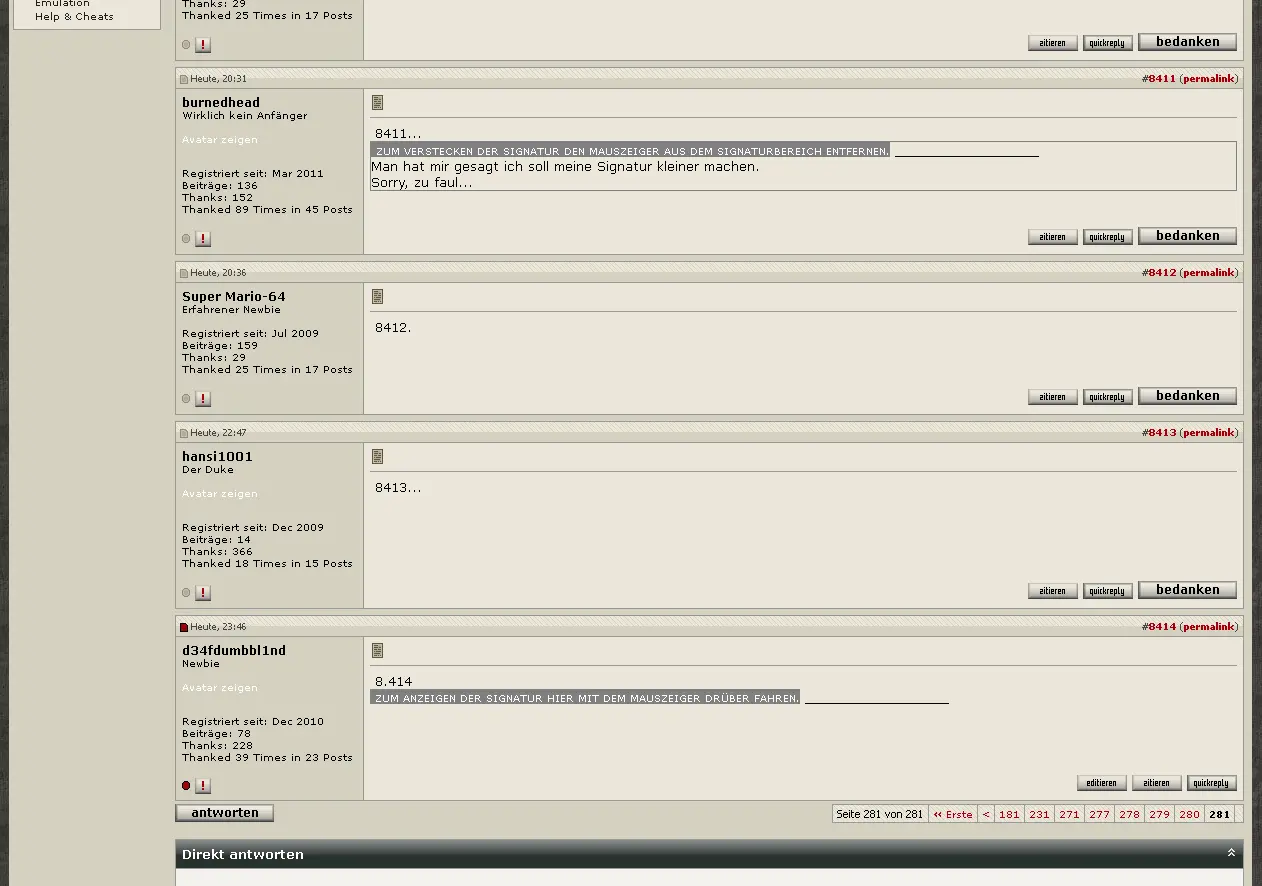 Emulation
Help & Cheats
Thanks: 29
Thanked 25 Times in 17 Posts
!
zitieren quickreply bedanken
Heute, 20:31 #8411 (permalink)
burnedhead
Wirklich kein Anfänger
Avatar zeigen
Registriert seit: Mar 2011
Beiträge: 136
Thanks: 152
Thanked 89 Times in 45 Posts
!
8411...
ZUM VERSTECKEN DER SIGNATUR DEN MAUSZEIGER AUS DEM SIGNATURBEREICH ENTFERNEN.
Man hat mir gesagt ich soll meine Signatur kleiner machen.
Sorry, zu faul...
zitieren quickreply bedanken
Heute, 20:36 #8412 (permalink)
Super Mario-64
Erfahrener Newbie
Registriert seit: Jul 2009
Beiträge: 159
Thanks: 29
Thanked 25 Times in 17 Posts
!
8412.
zitieren quickreply bedanken
Heute, 22:47 #8413 (permalink)
hansi1001
Der Duke
Avatar zeigen
Registriert seit: Dec 2009
Beiträge: 14
Thanks: 366
Thanked 18 Times in 15 Posts
!
8413...
zitieren quickreply bedanken
Heute, 23:46 #8414 (permalink)
d34fdumbbl1nd
Newbie
Avatar zeigen
Registriert seit: Dec 2010
Beiträge: 78
Thanks: 228
Thanked 39 Times in 23 Posts
!
8.414
ZUM ANZEIGEN DER SIGNATUR HIER MIT DEM MAUSZEIGER DRÜBER FAHREN.
editieren zitieren quickreply
antworten
Seite 281 von 281 « Erste < 181 231 271 277 278 279 280 281
Direkt antworten